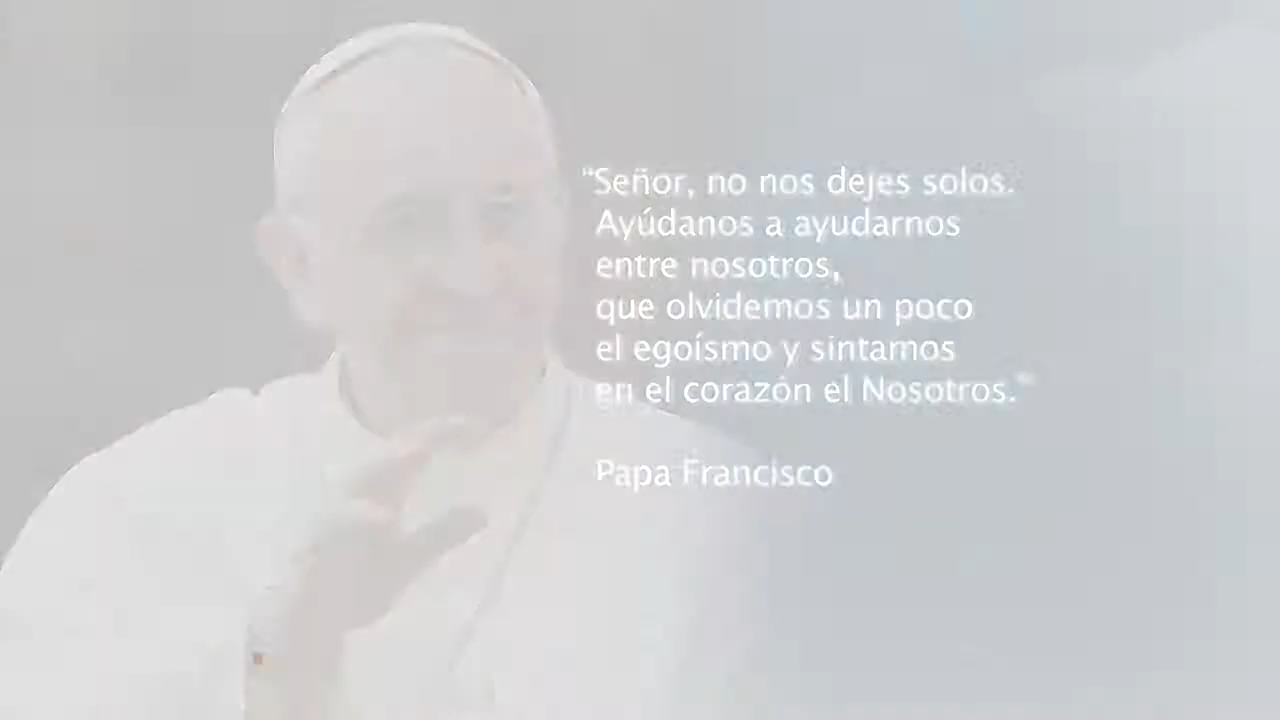 "Señor, no nos dejes solos.
Ayúdanos a ayudarnos
entre nosotros,
que olvidemos un poco
el egoísmo y sintamos
en el corazón el Nosotros."
Papa Francisco